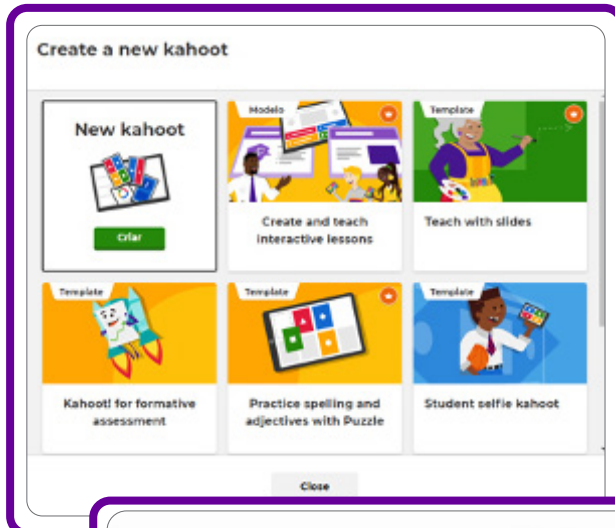 Create a new kahoot
New kahoot
Criar
Modelo
Create and teach
interactive lessons
Template
Teach with slides
Template
Kahoot! for formative
assessment
Template
Practice spelling and
adjectives with Puzzle
Template
Student selfie kahoot
Close